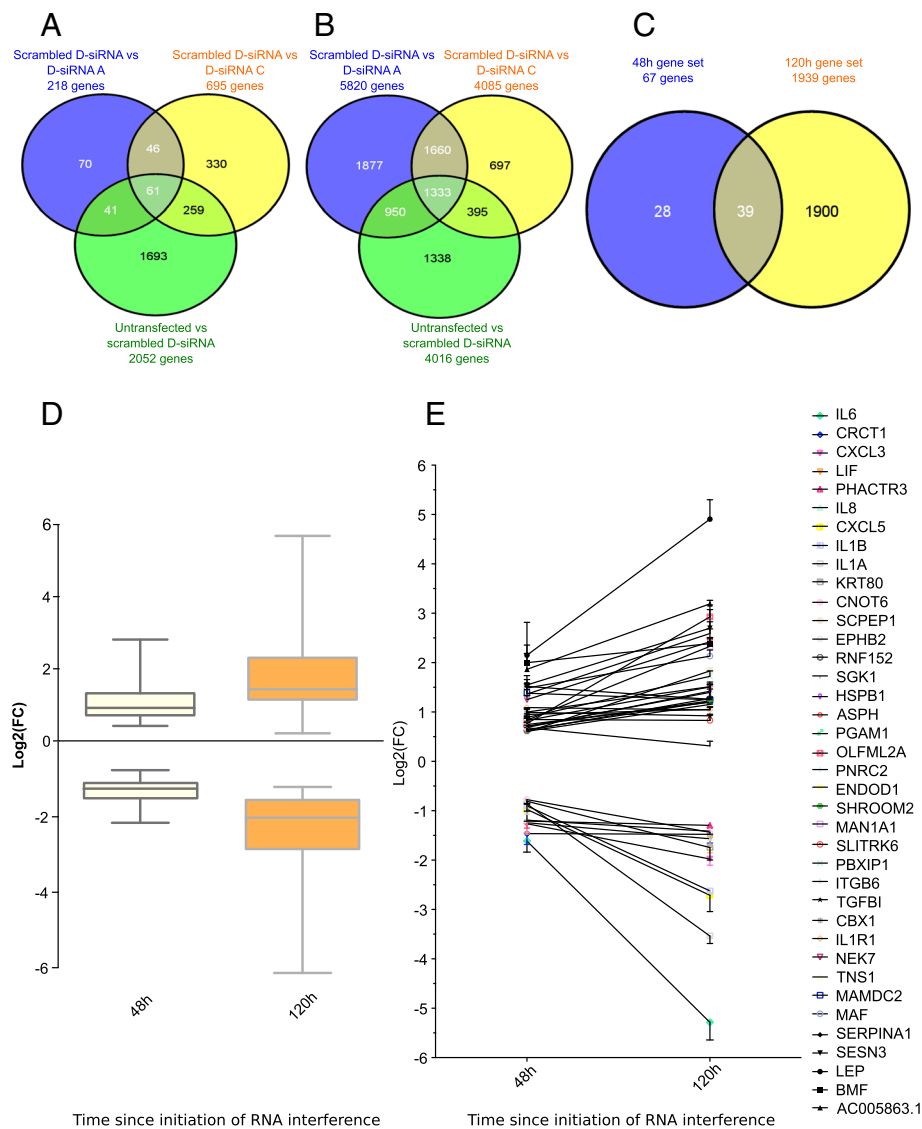 A
B
C
Scrambled D-siRNA vs
D-siRNA A
218 genes
Scrambled D-siRNA vs
D-siRNA C
695 genes
70
46
330
61
41
259
1693
Untransfected vs
scrambled D-siRNA
2052 genes
Scrambled D-siRNA vs
D-siRNA A
5820 genes
Scrambled D-siRNA vs
D-siRNA C
4085 genes
1877
1660
697
1333
950
395
1338
Untransfected vs
scrambled D-siRNA
4016 genes
48h gene set
67 genes
120h gene set
1939 genes
28
39
1900
D
6
4
2
0
-2
-4
-6
Log2(FC)
48h
120h
Time since initiation of RNA interference
E
6
5
4
3
2
1
0
-1
-2
-3
-4
-5
-6
Log2(FC)
48h
120h
Time since initiation of RNA interference
IL6
CRCT1
CXCL3
LIF
PHACTR3
IL8
CXCL5
IL1B
IL1A
KRT80
CNOT6
SCPEP1
EPHB2
RNF152
SGK1
HSPB1
ASPH
PGAM1
OLFML2A
PNRC2
ENDOD1
SHROOM2
MAN1A1
SLITRK6
PBXIP1
ITGB6
TGFBI
CBX1
IL1R1
NEK7
TNS1
MAMDC2
MAF
SERPINA1
SESN3
LEP
BMF
AC005863.1